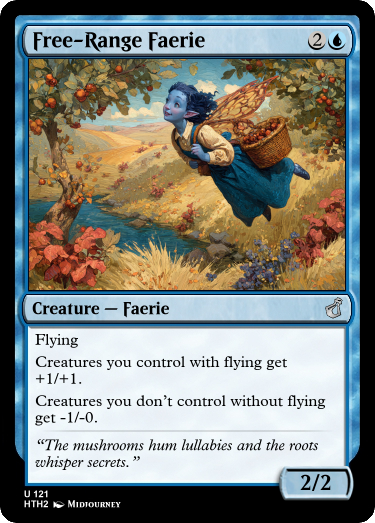 Free-Range Faerie 2
Creature — Faerie
Flying
Creatures you control with flying get
+1/+1.
Creatures you don't control without flying
get -1/-0.
"The mushrooms hum lullabies and the roots
whisper secrets."
2/2
U 121
HTH2 Midjourney